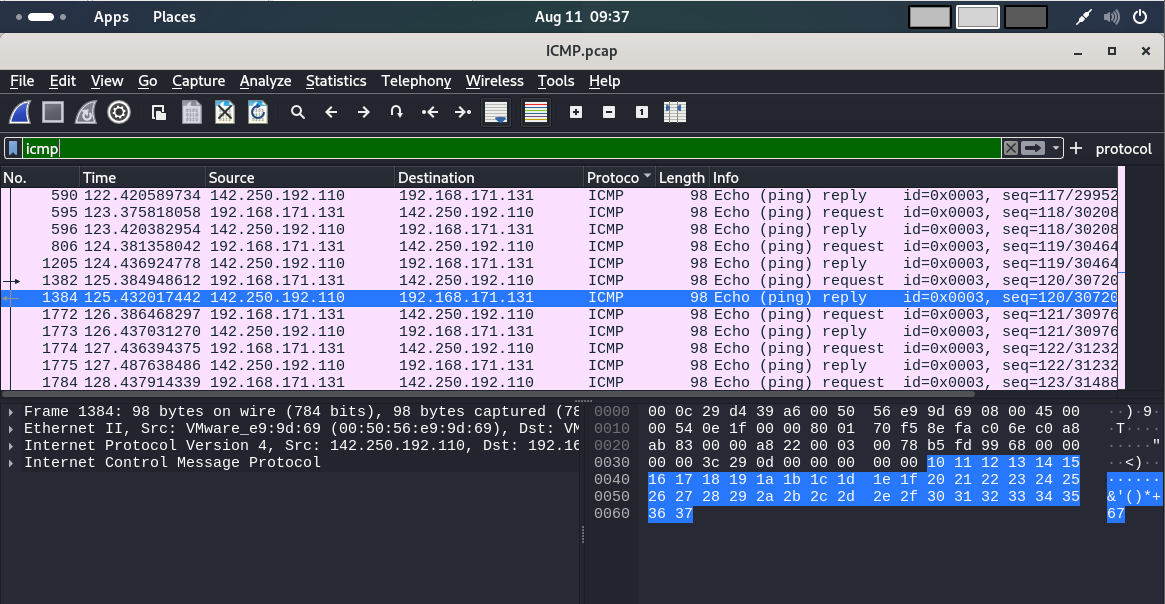 Apps Places Aug 11 09:37
ICMP.pcap
File Edit View Go Capture Analyze Statistics Telephony Wireless Tools Help
icmp + protocol
No. Time Source Destination Protoco Length Info
590 122.420589734 142.250.192.110 192.168.171.131 ICMP 98 Echo (ping) reply id=0x0003, seq=117/29952
595 123.375818058 192.168.171.131 142.250.192.110 ICMP 98 Echo (ping) request id=0x0003, seq=118/30208
596 123.420382954 142.250.192.110 192.168.171.131 ICMP 98 Echo (ping) reply id=0x0003, seq=118/30208
806 124.381358042 192.168.171.131 142.250.192.110 ICMP 98 Echo (ping) request id=0x0003, seq=119/30464
1205 124.436924778 142.250.192.110 192.168.171.131 ICMP 98 Echo (ping) reply id=0x0003, seq=119/30464
1382 125.384948612 192.168.171.131 142.250.192.110 ICMP 98 Echo (ping) request id=0x0003, seq=120/30720
1384 125.432017442 142.250.192.110 192.168.171.131 ICMP 98 Echo (ping) reply id=0x0003, seq=120/30720
1772 126.386468297 192.168.171.131 142.250.192.110 ICMP 98 Echo (ping) request id=0x0003, seq=121/30976
1773 126.437031270 142.250.192.110 192.168.171.131 ICMP 98 Echo (ping) reply id=0x0003, seq=121/30976
1774 127.436394375 192.168.171.131 142.250.192.110 ICMP 98 Echo (ping) request id=0x0003, seq=122/31232
1775 127.487638486 142.250.192.110 192.168.171.131 ICMP 98 Echo (ping) reply id=0x0003, seq=122/31232
1784 128.437914339 192.168.171.131 142.250.192.110 ICMP 98 Echo (ping) request id=0x0003, seq=123/31488
Frame 1384: 98 bytes on wire (784 bits), 98 bytes captured (78
Ethernet II, Src: VMware_e9:9d:69 (00:50:56:e9:9d:69), Dst: VM
Internet Protocol Version 4, Src: 142.250.192.110, Dst: 192.16
Internet Control Message Protocol
0000 00 0c 29 d4 39 a6 00 50 56 e9 9d 69 08 00 45 00 ··)·9·
0010 00 54 0e 1f 00 00 80 01 70 f5 8e fa c0 6e c0 a8 ·T····
0020 ab 83 00 00 a8 22 00 03 00 78 b5 fd 99 68 00 00 ·····"
0030 00 00 3c 29 0d 00 00 00 00 00 10 11 12 13 14 15 ··<)··
0040 16 17 18 19 1a 1b 1c 1d 1e 1f 20 21 22 23 24 25 ······
0050 26 27 28 29 2a 2b 2c 2d 2e 2f 30 31 32 33 34 35 &'()*+
0060 36 37 67